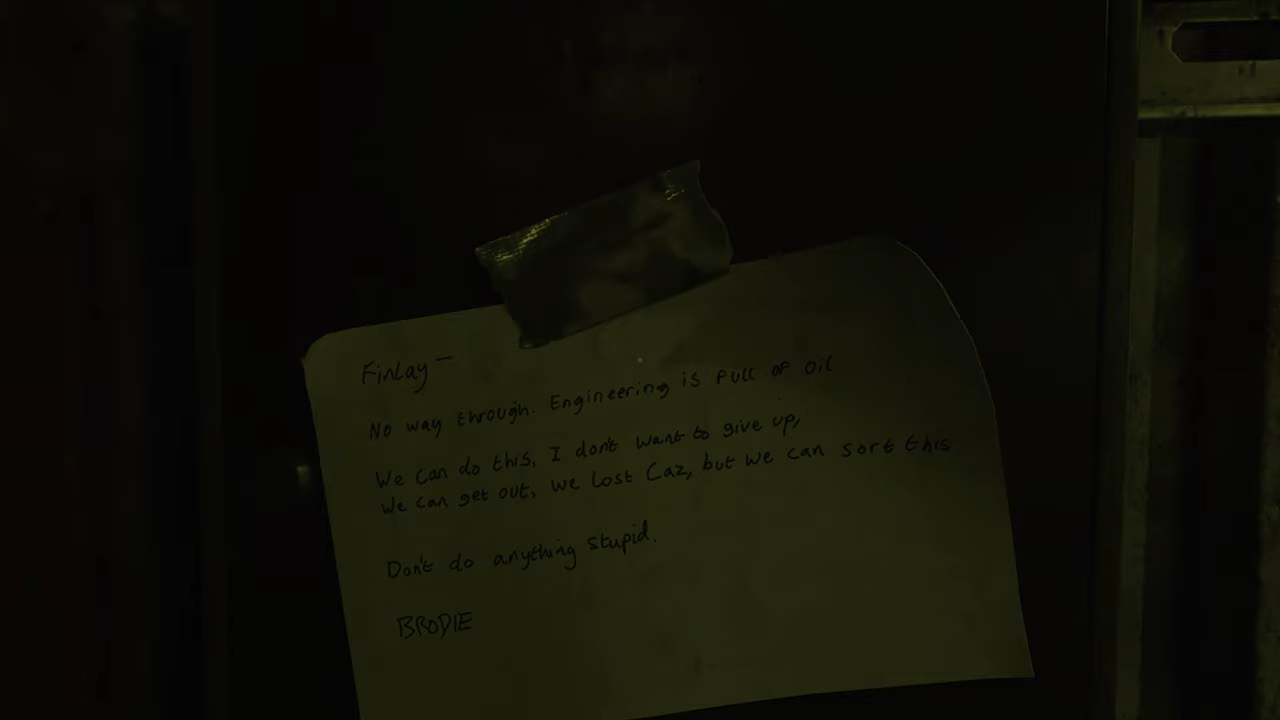 Finlay—
No way through. Engineering is full of oil
We can do this, I don't want to give up,
We can get out, we lost Caz, but we can sort this
Don't do anything stupid.
BRODIE